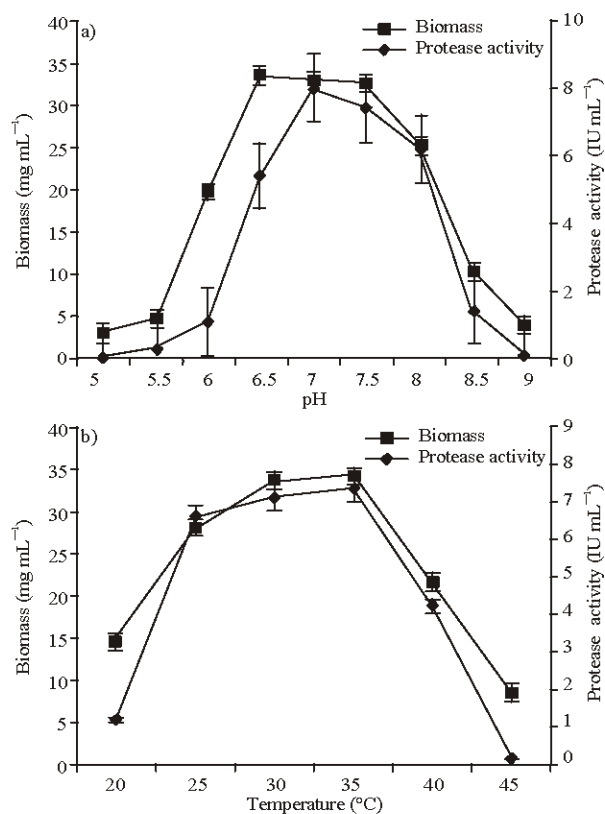 a)
Biomass
Protease activity
40
35
30
25
20
15
10
5
0
Biomass (mg mL⁻¹)
10
8
6
4
2
0
Protease activity (IU mL⁻¹)
5 5.5 6 6.5 7 7.5 8 8.5 9
pH
b)
Biomass
Protease activity
40
35
30
25
20
15
10
5
0
Biomass (mg mL⁻¹)
9
8
7
6
5
4
3
2
1
0
Protease activity (IU mL⁻¹)
20 25 30 35 40 45
Temperature (°C)